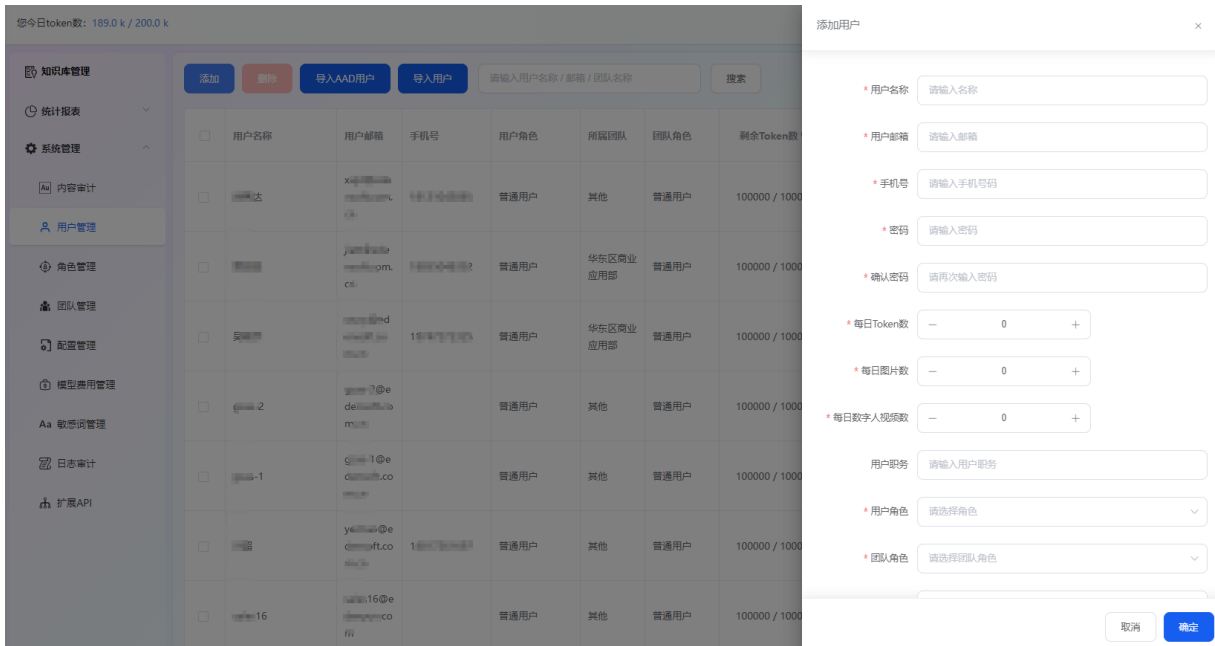 您今日token数：189.0 k / 200.0 k
知识库管理
统计报表
系统管理
内容审计
用户管理
角色管理
团队管理
配置管理
模型费用管理
Aa 敏感词管理
日志审计
扩展API
添加 删除 导入AAD用户 导入用户 请输入用户名称 / 邮箱 / 团队名称 搜索
用户名称 用户邮箱 手机号 用户角色 所属团队 团队角色 剩余Token数
达 普通用户 其他 普通用户 100000 / 1000
普通用户 华东区商业
应用部 普通用户 100000 / 1000
吴 普通用户 华东区商业
应用部 普通用户 100000 / 1000
普通用户 其他 普通用户 100000 / 1000
普通用户 其他 普通用户 100000 / 1000
普通用户 其他 普通用户 100000 / 1000
普通用户 其他 普通用户 100000 / 1000
添加用户 ×
* 用户名称 请输入名称
* 用户邮箱 请输入邮箱
* 手机号 请输入手机号码
* 密码 请输入密码
* 确认密码 请再次输入密码
* 每日Token数 − 0 +
* 每日图片数 − 0 +
* 每日数字人视频数 − 0 +
用户职务 请输入用户职务
* 用户角色 请选择角色
* 团队角色 请选择团队角色
取消 确定